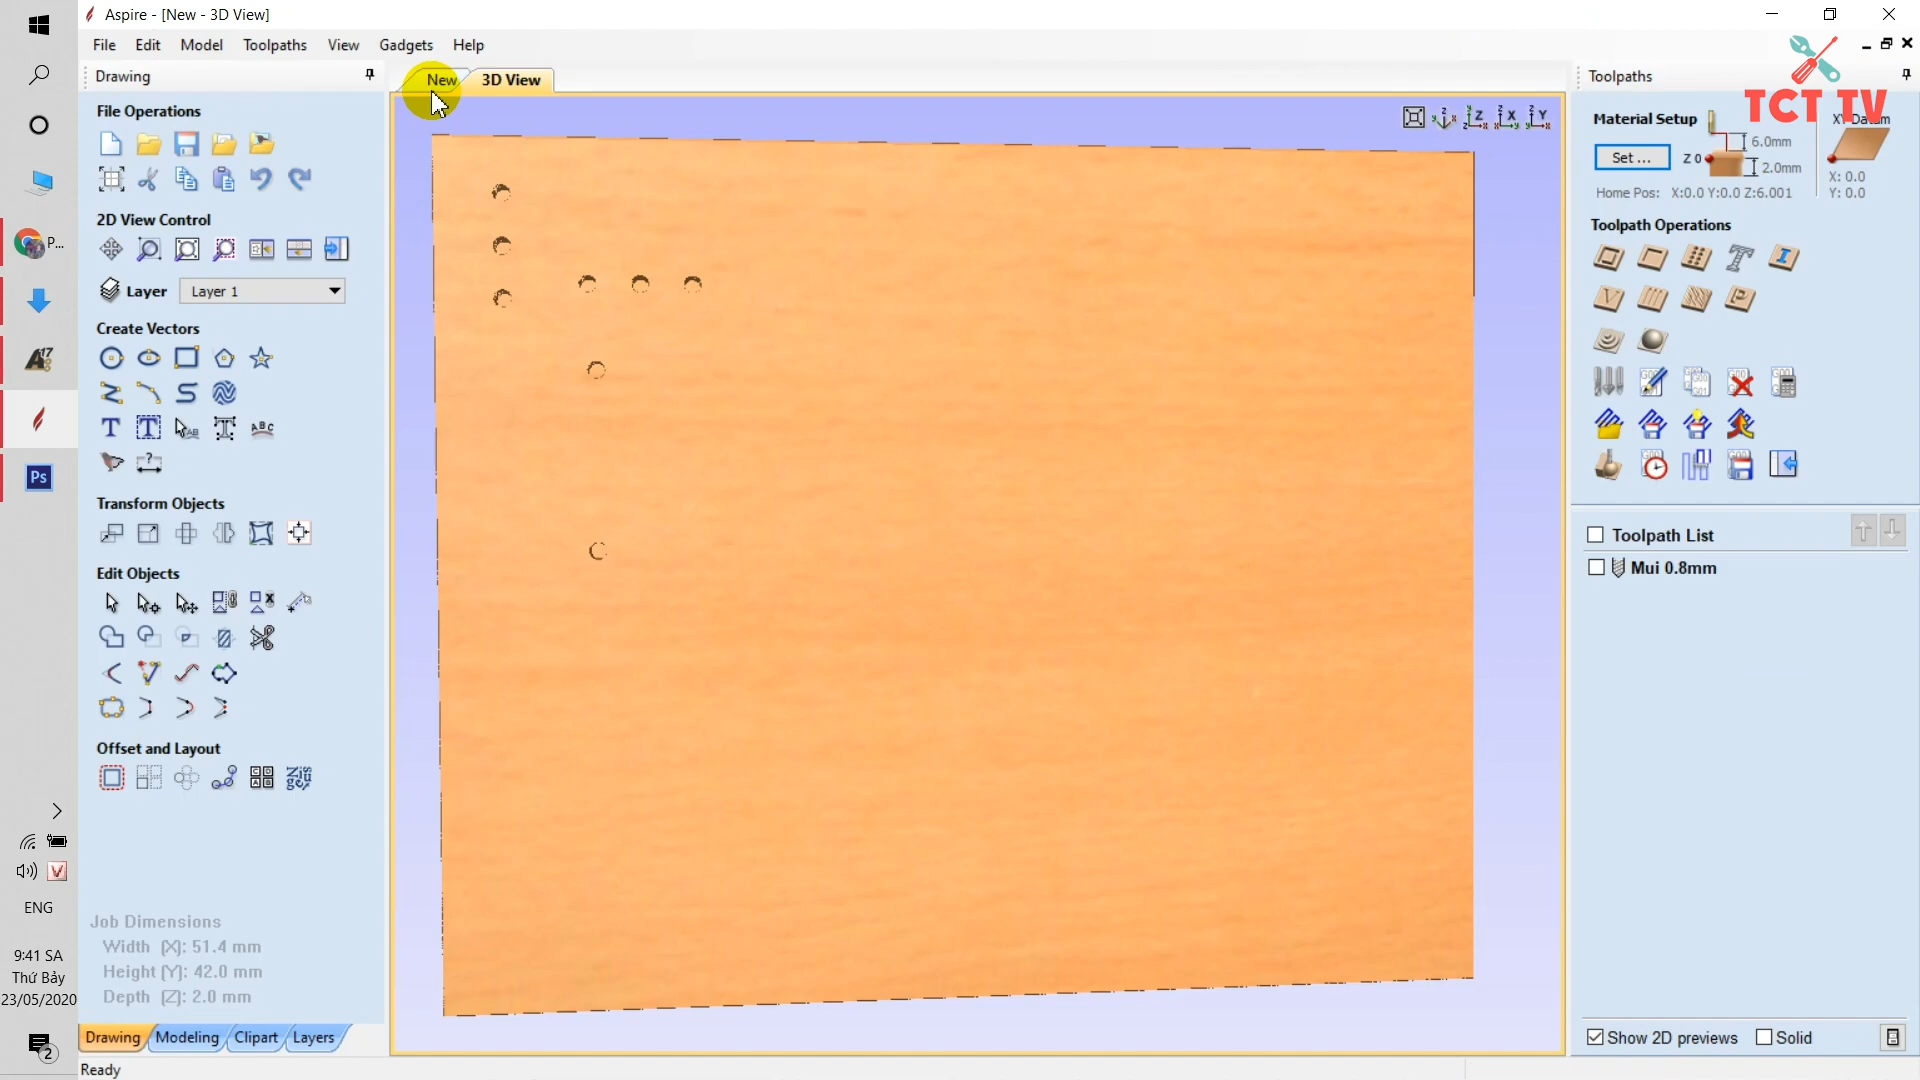 Aspire - [New - 3D View]
File Edit Model Toolpaths View Gadgets Help
Drawing
New 3D View
Toolpaths
TCT TV
File Operations
2D View Control
Layer Layer 1
Create Vectors
Transform Objects
Edit Objects
Offset and Layout
Job Dimensions
Width (X): 51.4 mm
Height (Y): 42.0 mm
Depth (Z): 2.0 mm
Drawing Modeling Clipart Layers
Ready
Material Setup
XY Datum
6.0mm
Set ...
Z 0
2.0mm
X: 0.0
Y: 0.0
Home Pos: X:0.0 Y:0.0 Z:6.001
Toolpath Operations
Toolpath List
Mui 0.8mm
Show 2D previews Solid
P...
Ps
ENG
9:41 SA
Thứ Bảy
23/05/2020
2